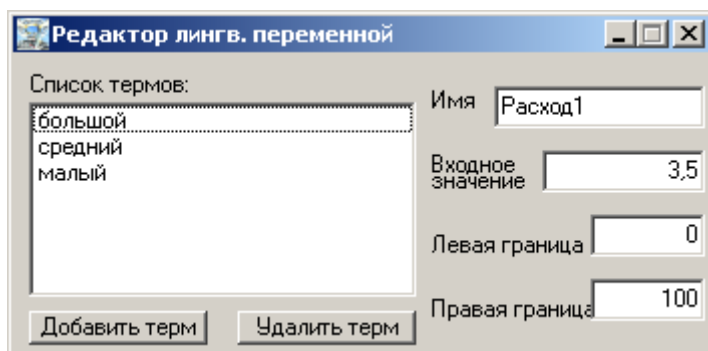 Редактор лингв. переменной
Список термов:
большой
средний
малый
Добавить терм
Удалить терм
Имя
Расход1
Входное
значение
3,5
Левая граница
0
Правая граница
100